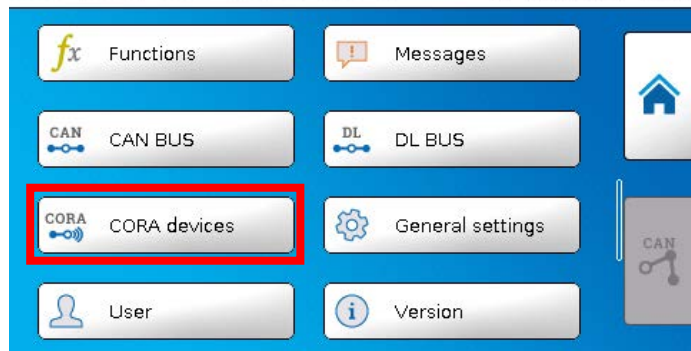 fx Functions
! Messages
CAN CAN BUS
DL DL BUS
CORA CORA devices
General settings
CAN
User
i Version